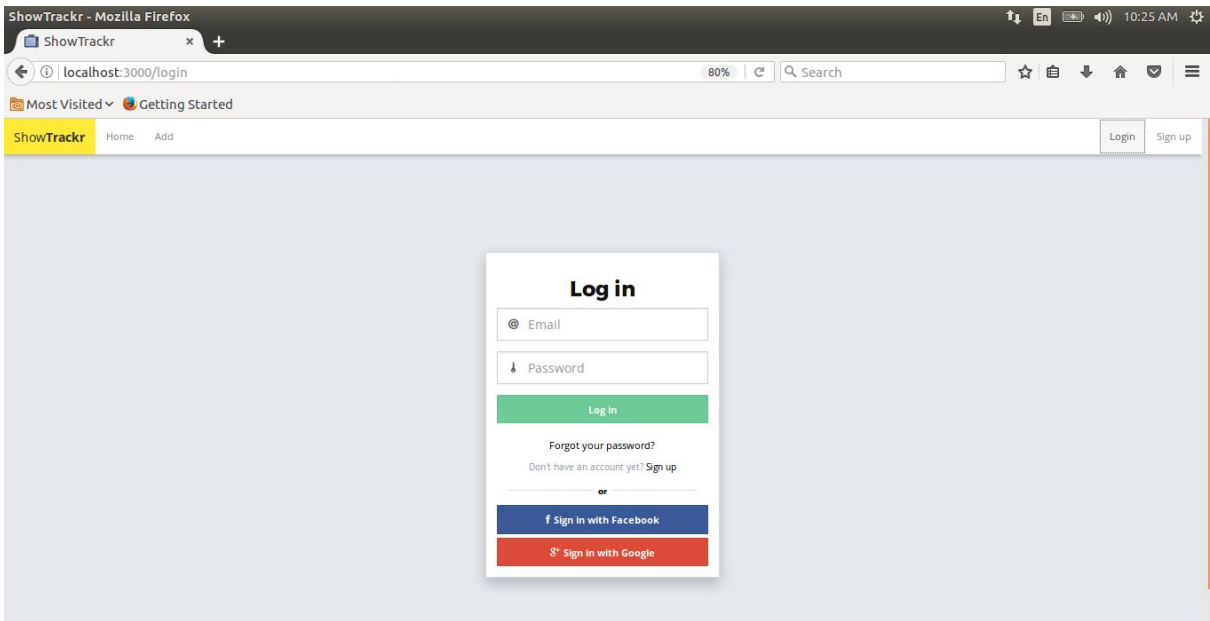 ShowTrackr - Mozilla Firefox En 10:25 AM
ShowTrackr × +
localhost:3000/login 80% Search
Most Visited Getting Started
ShowTrackr Home Add Login Sign up
Log in
@ Email
Password
Log in
Forgot your password?
Don't have an account yet? Sign up
or
f Sign in with Facebook
g+ Sign in with Google